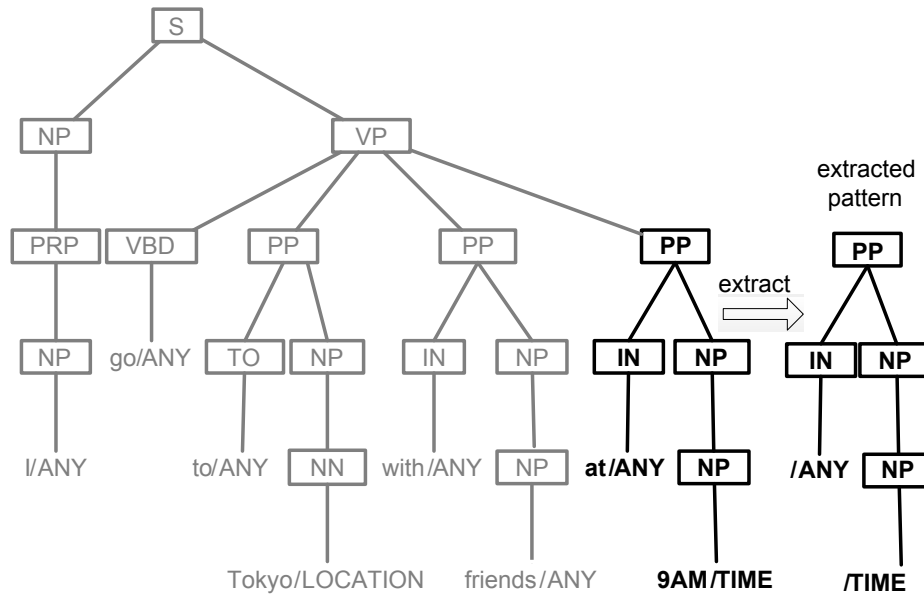 S
NP
VP
extracted
pattern
PRP
VBD
PP
PP
PP
extract
PP
NP
go/ANY
TO
NP
IN
NP
IN
NP
IN
NP
I/ANY
to/ANY
NN
with/ANY
NP
at/ANY
NP
/ANY
NP
Tokyo/LOCATION
friends/ANY
9AM/TIME
/TIME